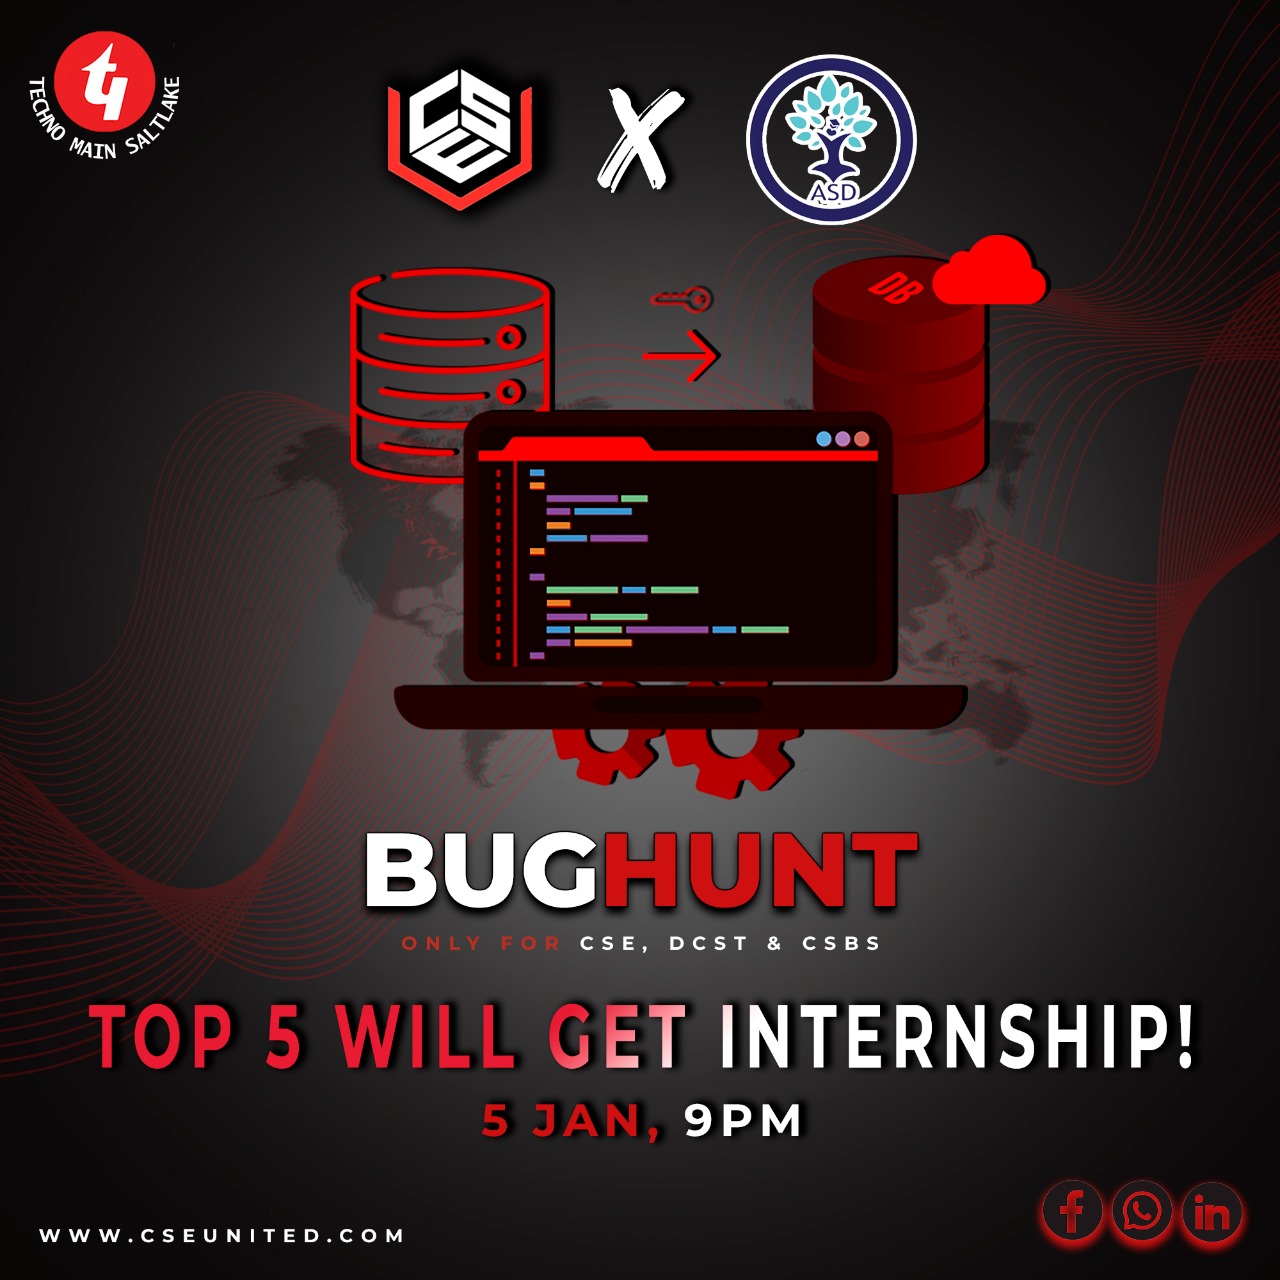 TECHNO MAIN SALTLAKE
CSE
X
ASD
DB
BUGHUNT
ONLY FOR CSE, DCST & CSBS
TOP 5 WILL GET INTERNSHIP!
5 JAN, 9PM
WWW.CSEUNITED.COM